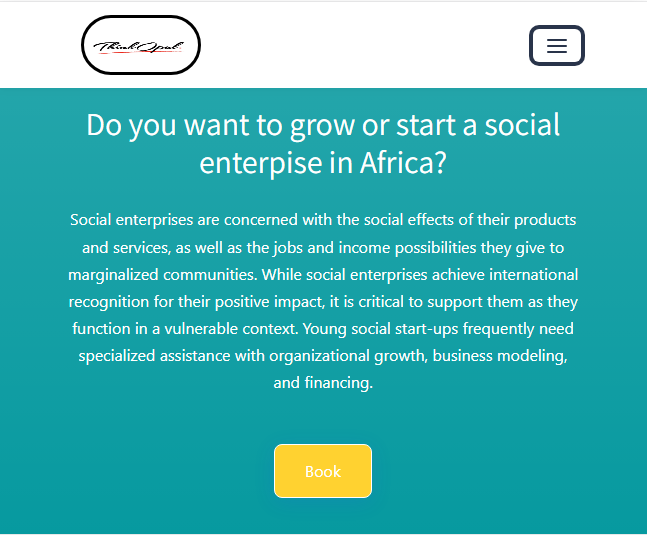 Think Opal
Do you want to grow or start a social
enterpise in Africa?
Social enterprises are concerned with the social effects of their products
and services, as well as the jobs and income possibilities they give to
marginalized communities. While social enterprises achieve international
recognition for their positive impact, it is critical to support them as they
function in a vulnerable context. Young social start-ups frequently need
specialized assistance with organizational growth, business modeling,
and financing.
Book